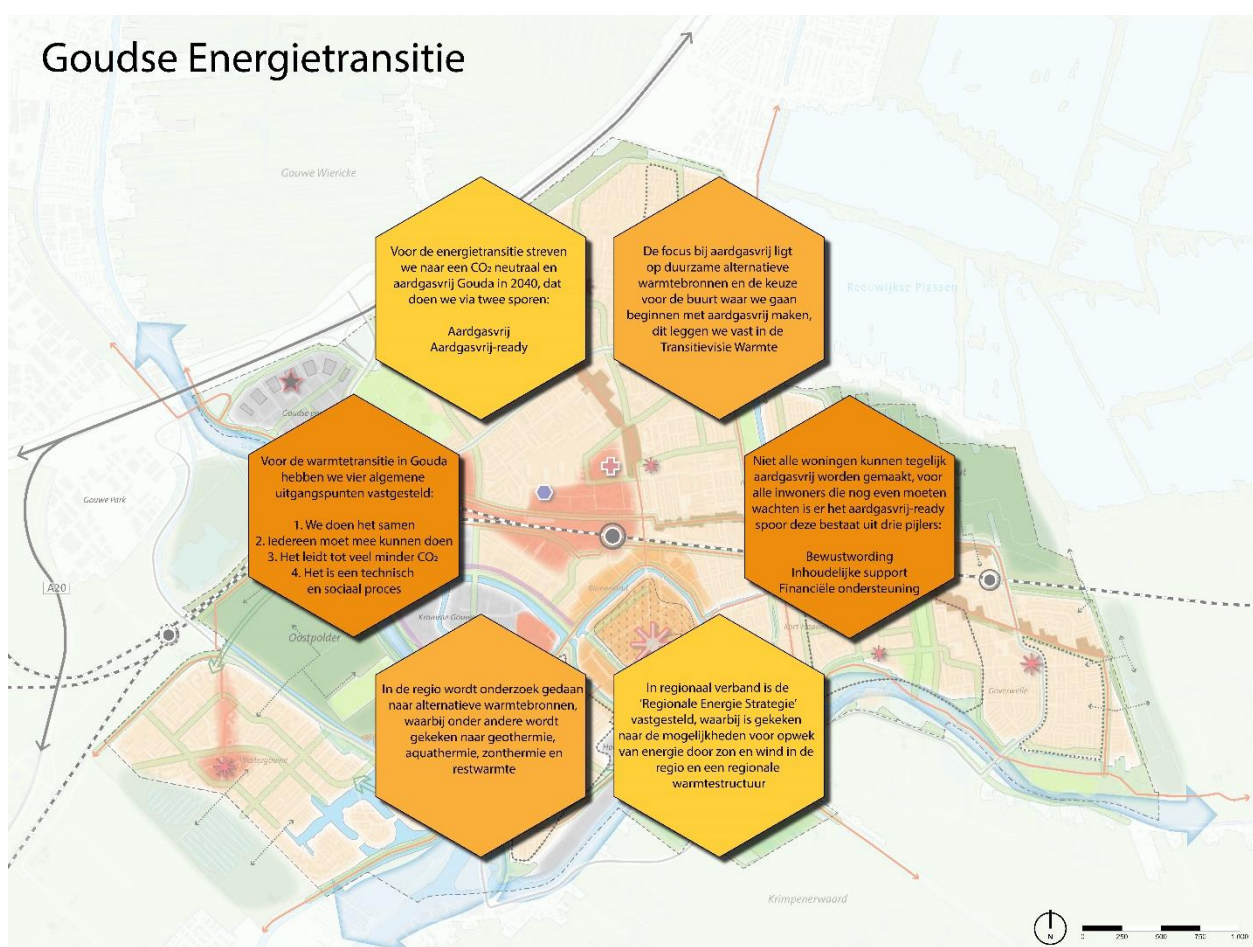 Goudse Energietransitie
Gouwe Wiericke
Voor de energietransitie streven
we naar een CO₂ neutraal en
aardgasvrij Gouda in 2040, dat
doen we via twee sporen:
Aardgasvrij
Aardgasvrij-ready
De focus bij aardgasvrij ligt
op duurzame alternatieve
warmtebronnen en de keuze
voor de buurt waar we gaan
beginnen met aardgasvrij maken,
dit leggen we vast in de
Transitievisie Warmte
Reeuwijkse Plassen
Goudse
Gouwe Park
Voor de warmtetransitie in Gouda
hebben we vier algemene
uitgangspunten vastgesteld:
1. We doen het samen
2. Iedereen moet mee kunnen doen
3. Het leidt tot veel minder CO₂
4. Het is een technisch
en sociaal proces
Niet alle woningen kunnen tegelijk
aardgasvrij worden gemaakt, voor
alle inwoners die nog even moeten
wachten is er het aardgasvrij-ready
spoor deze bestaat uit drie pijlers:
Bewustwording
Inhoudelijke support
Financiële ondersteuning
A20
Binnenstad
Kromme Gouwe
Oostpolder
Kort Haarlem
Goverwelle
Westergouwe
In de regio wordt onderzoek gedaan
naar alternatieve warmtebronnen,
waarbij onder andere wordt
gekeken naar geothermie,
aquathermie, zonthermie en
restwarmte
In regionaal verband is de
'Regionale Energie Strategie'
vastgesteld, waarbij is gekeken
naar de mogelijkheden voor opwek
van energie door zon en wind in de
regio en een regionale
warmtestructuur
Krimpenerwaard
N
0 250 500 750 1.000